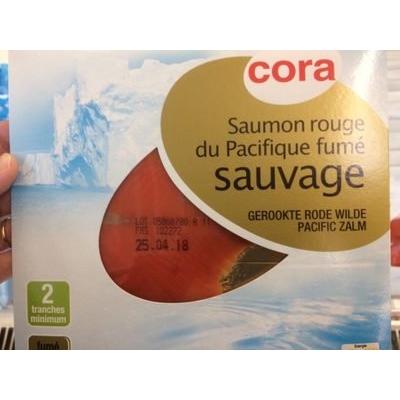 cora
Saumon rouge
du Pacifique fumé
sauvage
GEROOKTE RODE WILDE
PACIFIC ZALM
25.04.18
2
tranches
minimum
fumé